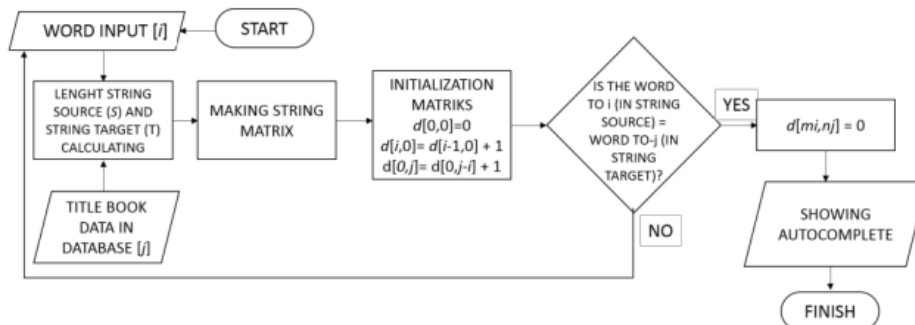 WORD INPUT [i]
START
LENGHT STRING
SOURCE (S) AND
STRING TARGET (T)
CALCULATING
TITLE BOOK
DATA IN
DATABASE [j]
MAKING STRING
MATRIX
INITIALIZATION
MATRIKS
d[0,0]=0
d[i,0]= d[i-1,0] + 1
d[0,j]= d[0,j-i] + 1
IS THE WORD
TO i (IN STRING
SOURCE) =
WORD TO-j (IN
STRING
TARGET)?
YES
NO
d[mi,nj] = 0
SHOWING
AUTOCOMPLETE
FINISH